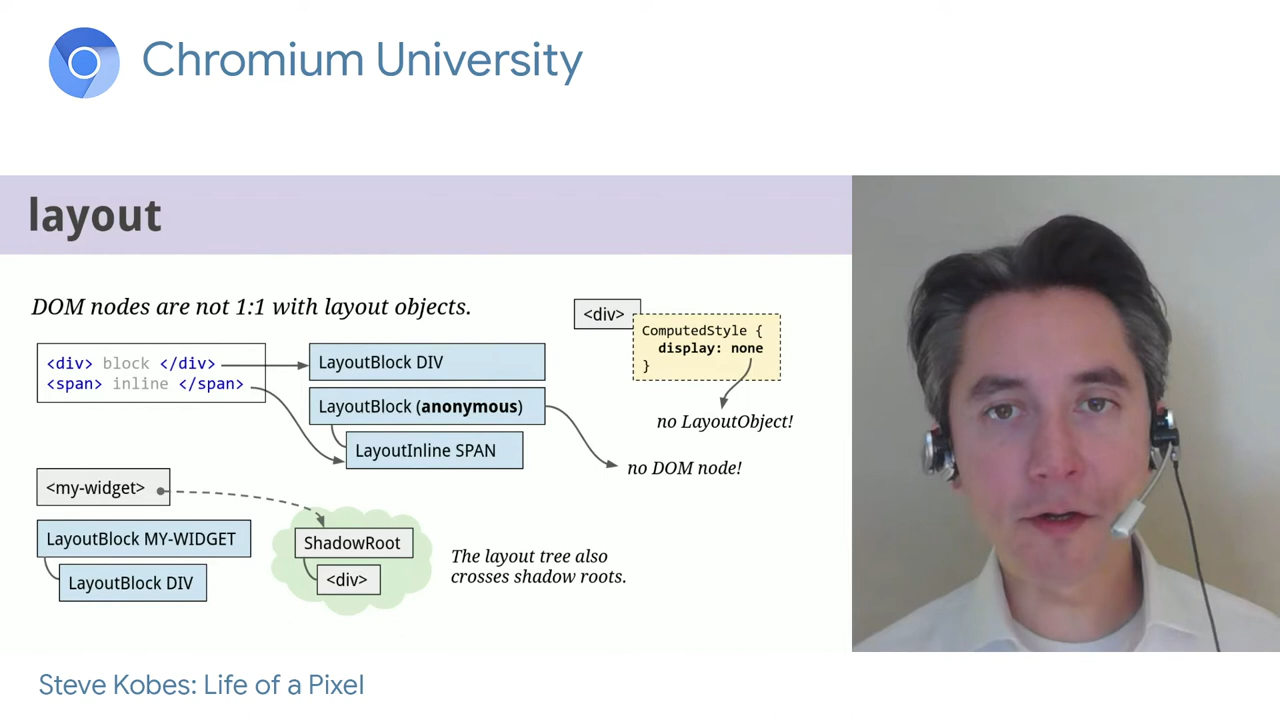 Chromium University
layout
DOM nodes are not 1:1 with layout objects.
<div> block </div>
<span> inline </span>
LayoutBlock DIV
LayoutBlock (anonymous)
LayoutInline SPAN
no DOM node!
<div>
ComputedStyle {
display: none
}
no LayoutObject!
<my-widget>
LayoutBlock MY-WIDGET
LayoutBlock DIV
ShadowRoot
<div>
The layout tree also
crosses shadow roots.
Steve Kobes: Life of a Pixel